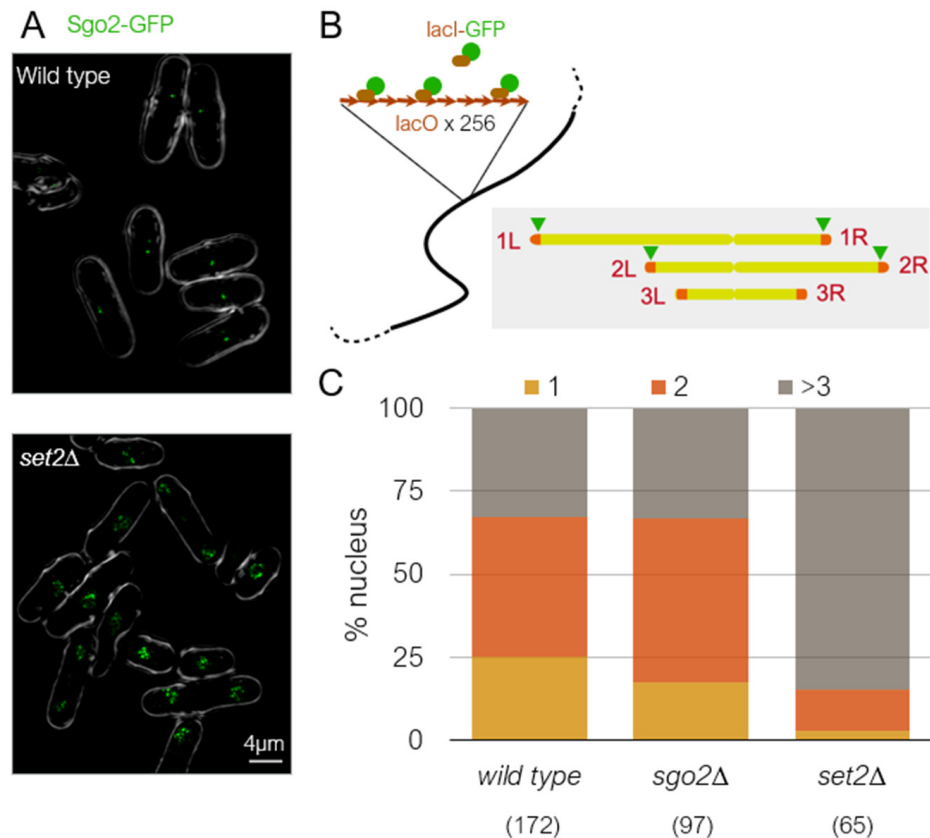 A Sgo2-GFP
Wild type
set2Δ
4μm
B
lacI-GFP
lacO x 256
1L 1R
2L 2R
3L 3R
C
1 2 >3
100
75
50
25
0
% nucleus
wild type sgo2Δ set2Δ
(172) (97) (65)